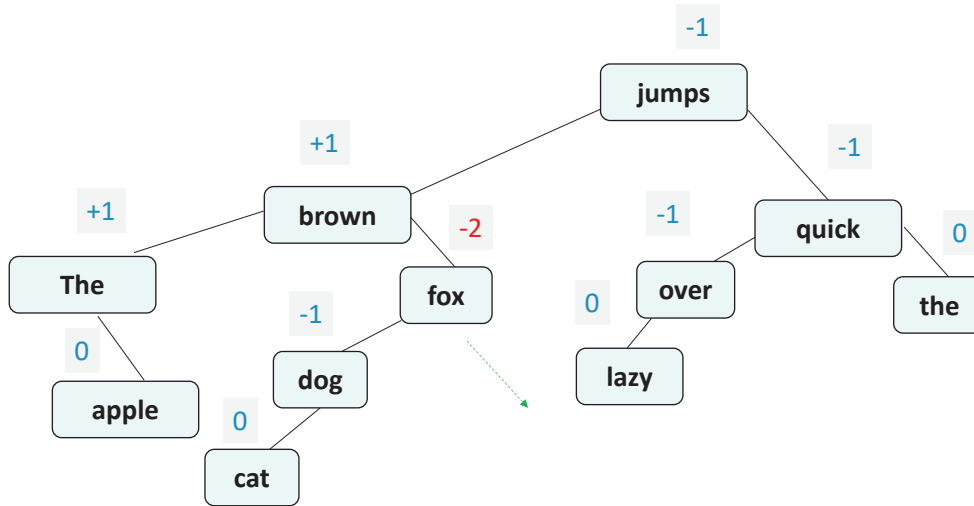 -1
jumps
+1
-1
+1
brown
-1
quick
-2
0
The
fox
over
the
-1
0
0
dog
lazy
apple
0
cat